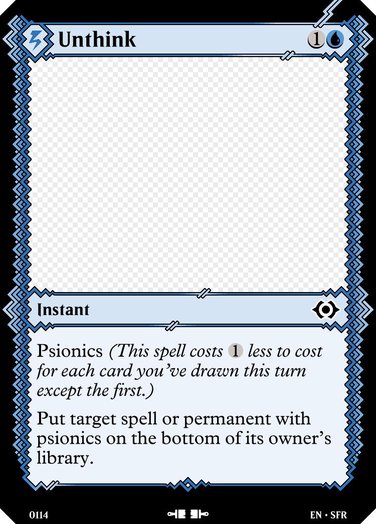 Unthink 1
Instant
Psionics (This spell costs 1 less to cost
for each card you've drawn this turn
except the first.)
Put target spell or permanent with
psionics on the bottom of its owner's
library.
0114 EN • SFR